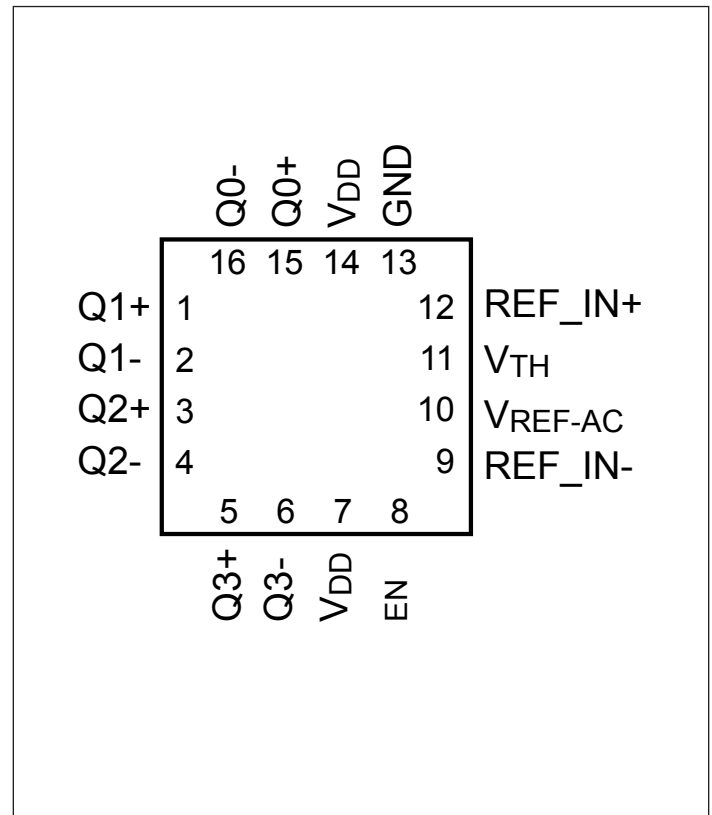 Q0- Q0+ VDD GND
16 15 14 13
Q1+ 1 12 REF_IN+
Q1- 2 11 VTH
Q2+ 3 10 VREF-AC
Q2- 4 9 REF_IN-
5 6 7 8
Q3+ Q3- VDD EN